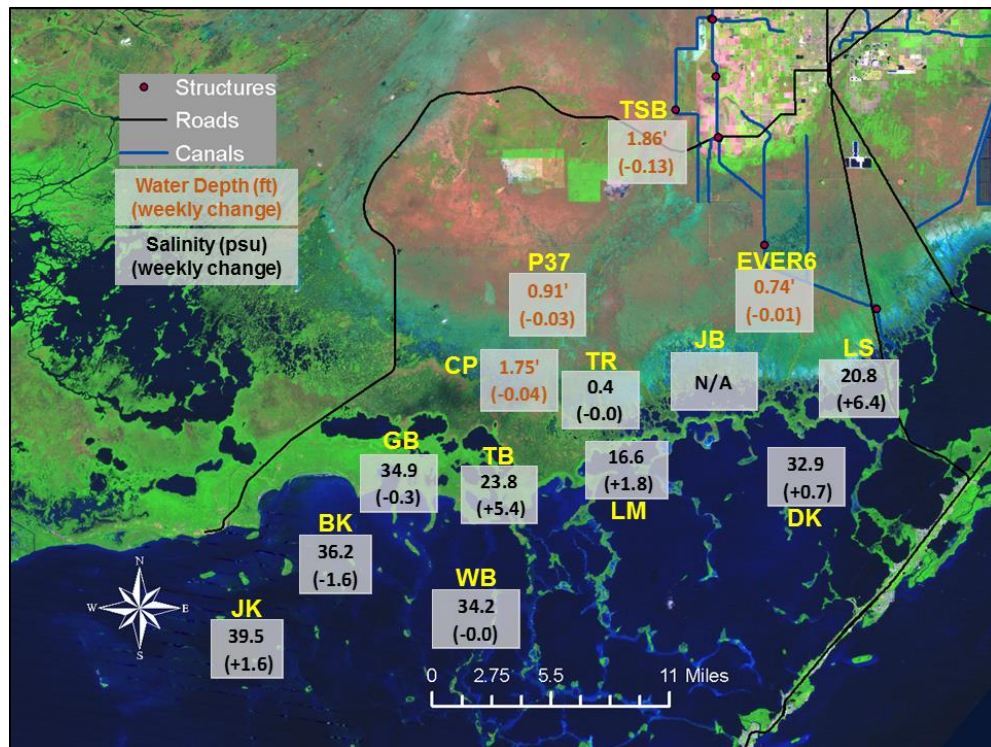 Structures
Roads
Canals
Water Depth (ft)
(weekly change)
Salinity (psu)
(weekly change)
TSB
1.86'
(-0.13)
P37
0.91'
(-0.03)
EVER6
0.74'
(-0.01)
CP
1.75'
(-0.04)
TR
0.4
(-0.0)
JB
N/A
LS
20.8
(+6.4)
GB
34.9
(-0.3)
TB
23.8
(+5.4)
16.6
(+1.8)
LM
32.9
(+0.7)
DK
BK
36.2
(-1.6)
WB
34.2
(-0.0)
JK
39.5
(+1.6)
N
W
E
S
0 2.75 5.5 11 Miles